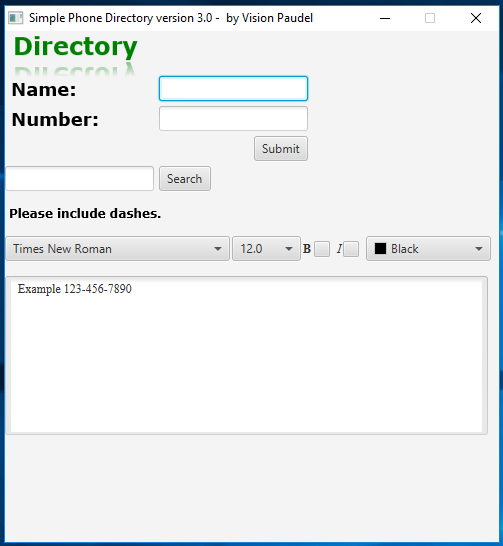 Simple Phone Directory version 3.0 - by Vision Paudel
Directory
Name:
Number:
Submit
Search
Please include dashes.
Times New Roman 12.0 B I Black
Example 123-456-7890